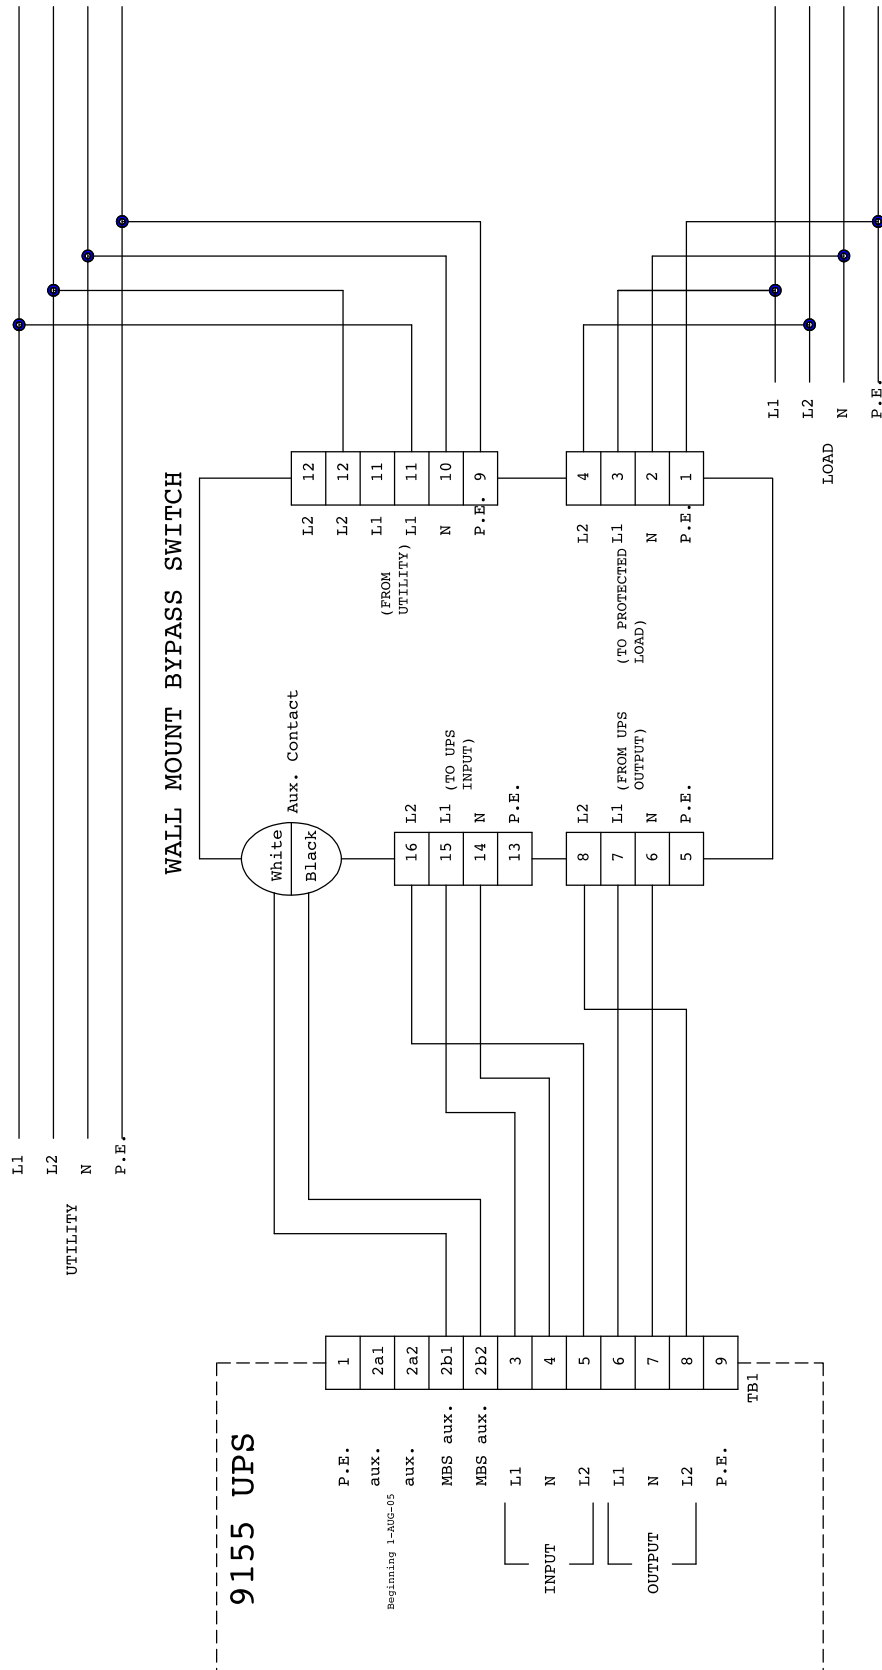 L1
L2
N
P.E.
UTILITY
L1
L2
N
P.E.
LOAD
WALL MOUNT BYPASS SWITCH
12
12
11
11
10
9
L2
L2
L1
L1
N
P.E.
(FROM
UTILITY)
4
3
2
1
L2
L1
N
P.E.
(TO PROTECTED
LOAD)
White
Black
Aux. Contact
16
15
14
13
L2
L1
N
P.E.
(TO UPS
INPUT)
8
7
6
5
L2
L1
N
P.E.
(FROM UPS
OUTPUT)
9155 UPS
1
2a1
2a2
2b1
2b2
3
4
5
6
7
8
9
TB1
P.E.
aux.
aux.
MBS aux.
MBS aux.
L1
N
L2
L1
N
L2
P.E.
Beginning 1-AUG-05
INPUT
OUTPUT